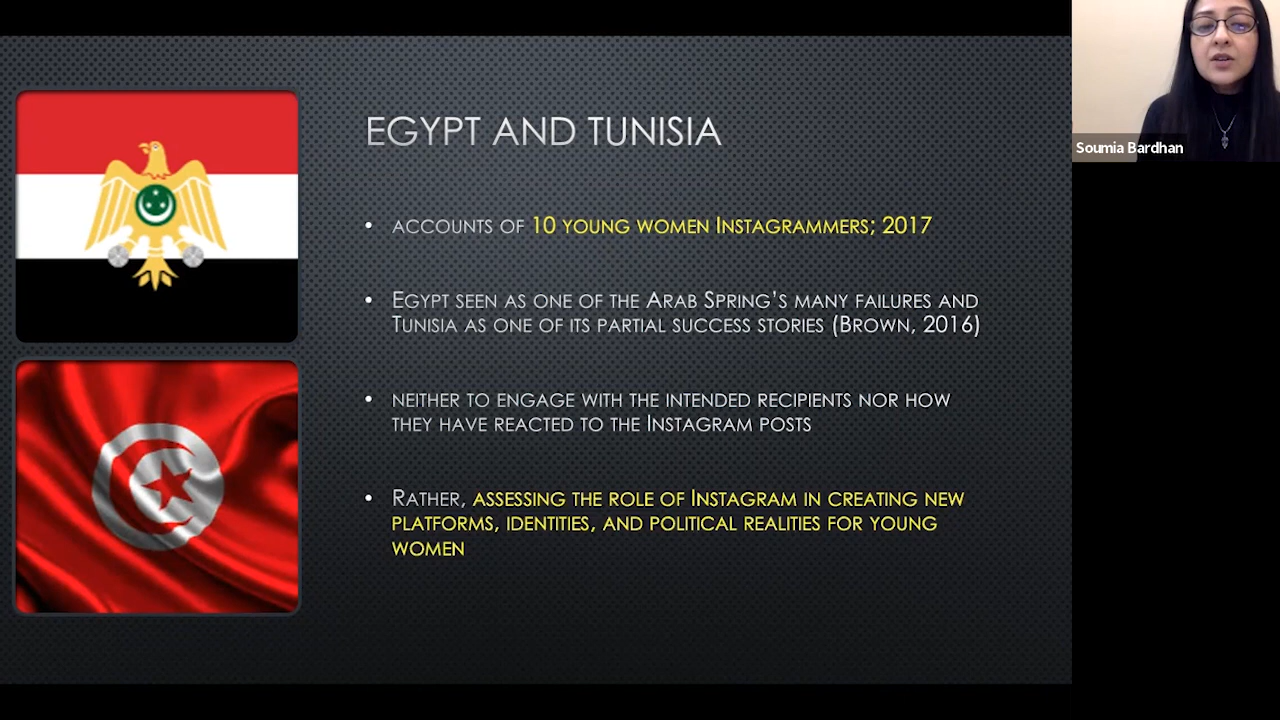 EGYPT AND TUNISIA
• ACCOUNTS OF 10 YOUNG WOMEN INSTAGRAMMERS; 2017
• EGYPT SEEN AS ONE OF THE ARAB SPRING'S MANY FAILURES AND
TUNISIA AS ONE OF ITS PARTIAL SUCCESS STORIES (BROWN, 2016)
• NEITHER TO ENGAGE WITH THE INTENDED RECIPIENTS NOR HOW
THEY HAVE REACTED TO THE INSTAGRAM POSTS
• RATHER, ASSESSING THE ROLE OF INSTAGRAM IN CREATING NEW
PLATFORMS, IDENTITIES, AND POLITICAL REALITIES FOR YOUNG
WOMEN
Soumia Bardhan